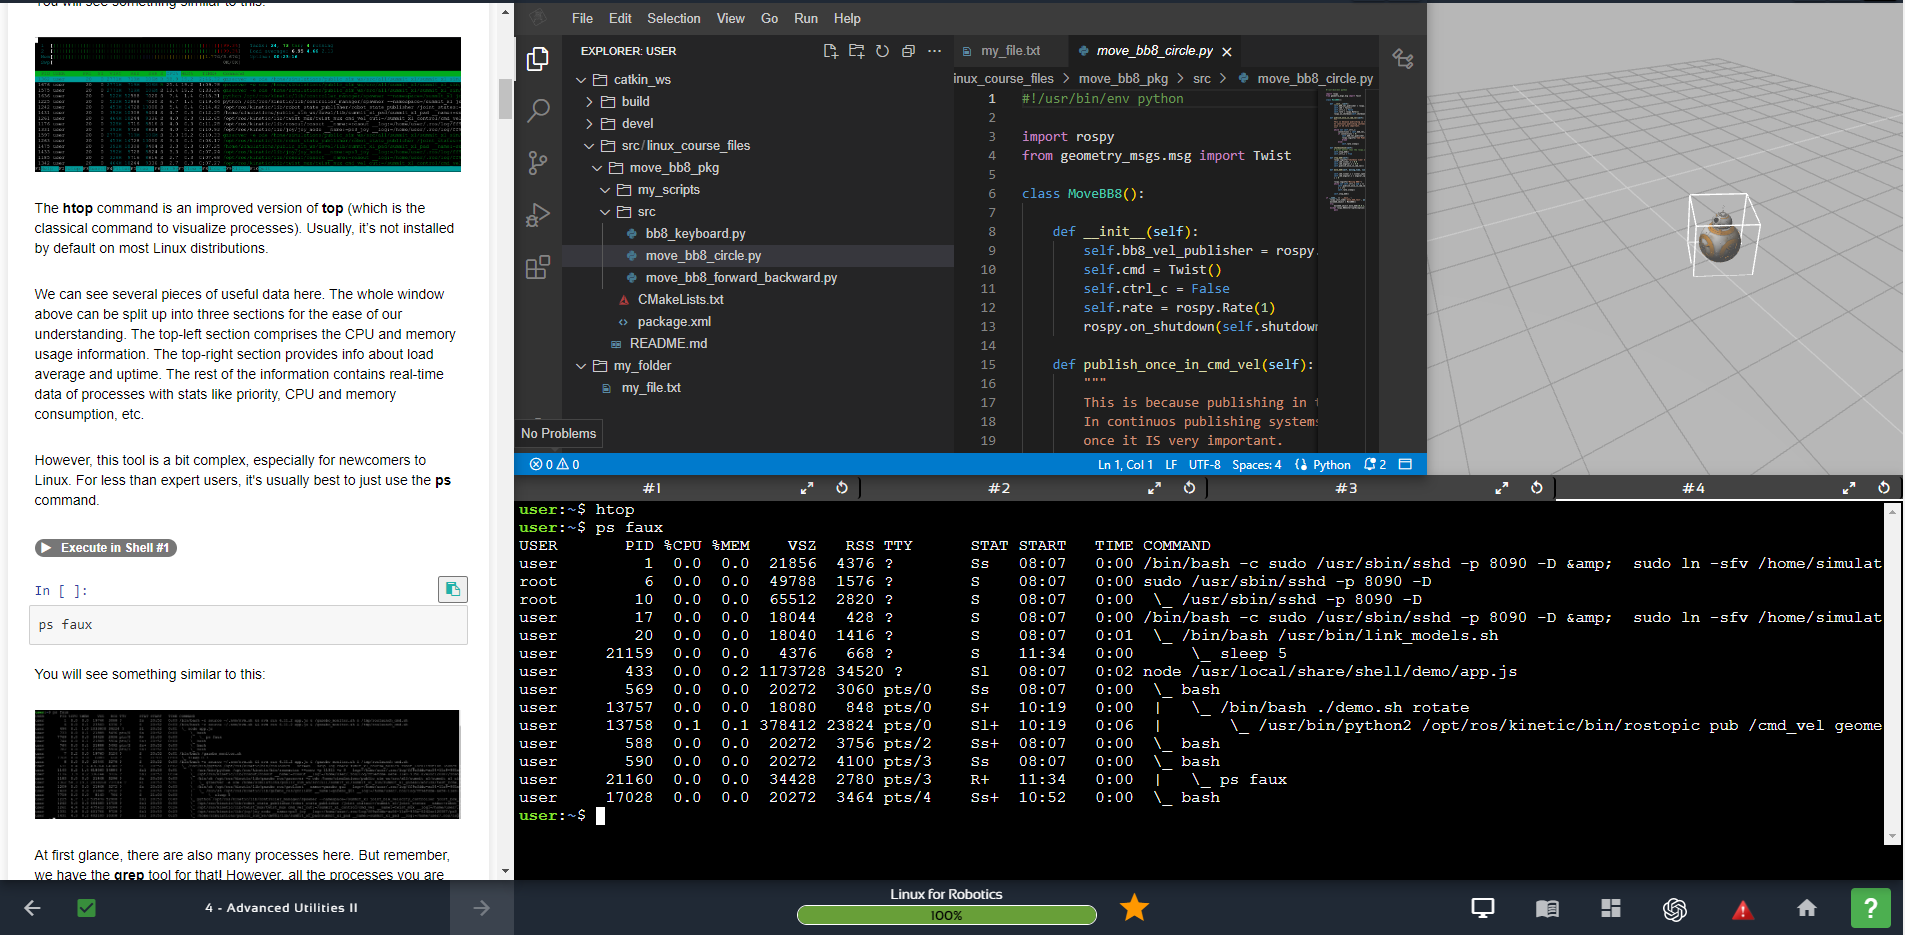 You will see something similar to this:
The htop command is an improved version of top (which is the
classical command to visualize processes). Usually, it's not installed
by default on most Linux distributions.
We can see several pieces of useful data here. The whole window
above can be split up into three sections for the ease of our
understanding. The top-left section comprises the CPU and memory
usage information. The top-right section provides info about load
average and uptime. The rest of the information contains real-time
data of processes with stats like priority, CPU and memory
consumption, etc.
However, this tool is a bit complex, especially for newcomers to
Linux. For less than expert users, it's usually best to just use the ps
command.
Execute in Shell #1
In [ ]:
ps faux
You will see something similar to this:
At first glance, there are also many processes here. But remember,
we have the grep tool for that! However, all the processes you are
File Edit Selection View Go Run Help
EXPLORER: USER
catkin_ws
build
devel
src/linux_course_files
move_bb8_pkg
my_scripts
src
bb8_keyboard.py
move_bb8_circle.py
move_bb8_forward_backward.py
CMakeLists.txt
package.xml
README.md
my_folder
my_file.txt
No Problems
my_file.txt
move_bb8_circle.py
inux_course_files > move_bb8_pkg > src > move_bb8_circle.py
1 #!/usr/bin/env python
2
3 import rospy
4 from geometry_msgs.msg import Twist
5
6 class MoveBB8():
7
8 def __init__(self):
9 self.bb8_vel_publisher = rospy.
10 self.cmd = Twist()
11 self.ctrl_c = False
12 self.rate = rospy.Rate(1)
13 rospy.on_shutdown(self.shutdown
14
15 def publish_once_in_cmd_vel(self):
16 """
17 This is because publishing in t
18 In continuos publishing systems
19 once it IS very important.
0 0
Ln 1, Col 1 LF UTF-8 Spaces: 4 Python 2
#1 #2 #3 #4
user:~$ htop
user:~$ ps faux
USER PID %CPU %MEM VSZ RSS TTY STAT START TIME COMMAND
user 1 0.0 0.0 21856 4376 ? Ss 08:07 0:00 /bin/bash -c sudo /usr/sbin/sshd -p 8090 -D &amp; sudo ln -sfv /home/simulat
root 6 0.0 0.0 49788 1576 ? S 08:07 0:00 sudo /usr/sbin/sshd -p 8090 -D
root 10 0.0 0.0 65512 2820 ? S 08:07 0:00 \_ /usr/sbin/sshd -p 8090 -D
user 17 0.0 0.0 18044 428 ? S 08:07 0:00 /bin/bash -c sudo /usr/sbin/sshd -p 8090 -D &amp; sudo ln -sfv /home/simulat
user 20 0.0 0.0 18040 1416 ? S 08:07 0:01 \_ /bin/bash /usr/bin/link_models.sh
user 21159 0.0 0.0 4376 668 ? S 11:34 0:00 \_ sleep 5
user 433 0.0 0.2 1173728 34520 ? Sl 08:07 0:02 node /usr/local/share/shell/demo/app.js
user 569 0.0 0.0 20272 3060 pts/0 Ss 08:07 0:00 \_ bash
user 13757 0.0 0.0 18080 848 pts/0 S+ 10:19 0:00 | \_ /bin/bash ./demo.sh rotate
user 13758 0.1 0.1 378412 23824 pts/0 Sl+ 10:19 0:06 | \_ /usr/bin/python2 /opt/ros/kinetic/bin/rostopic pub /cmd_vel geome
user 588 0.0 0.0 20272 3756 pts/2 Ss+ 08:07 0:00 \_ bash
user 590 0.0 0.0 20272 4100 pts/3 Ss 08:07 0:00 \_ bash
user 21160 0.0 0.0 34428 2780 pts/3 R+ 11:34 0:00 | \_ ps faux
user 17028 0.0 0.0 20272 3464 pts/4 Ss+ 10:52 0:00 \_ bash
user:~$
4 - Advanced Utilities II
Linux for Robotics
100%
?